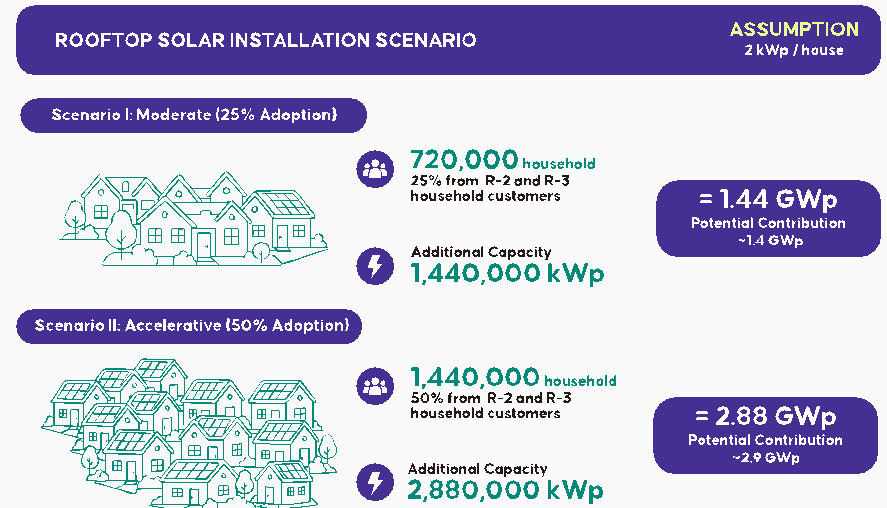 ROOFTOP SOLAR INSTALLATION SCENARIO
ASSUMPTION
2 kWp / house
Scenario I: Moderate (25% Adoption)
720,000 household
25% from R-2 and R-3
household customers
Additional Capacity
1,440,000 kWp
= 1.44 GWp
Potential Contribution
~1.4 GWp
Scenario II: Accelerative (50% Adoption)
1,440,000 household
50% from R-2 and R-3
household customers
Additional Capacity
2,880,000 kWp
= 2.88 GWp
Potential Contribution
~2.9 GWp